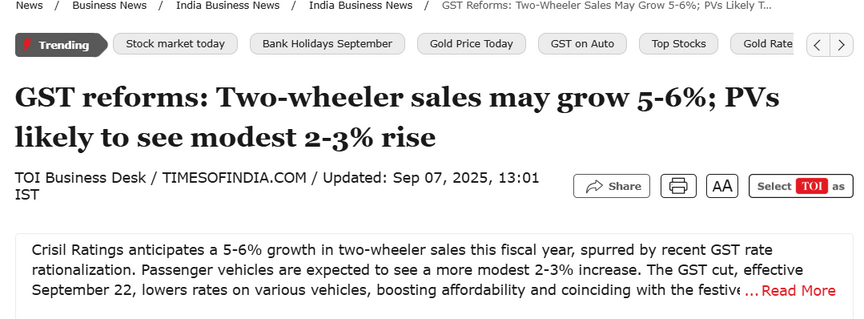 News / Business News / India Business News / India Business News / GST Reforms: Two-Wheeler Sales May Grow 5-6%; PVs Likely T...
Trending Stock market today Bank Holidays September Gold Price Today GST on Auto Top Stocks Gold Rate
GST reforms: Two-wheeler sales may grow 5-6%; PVs
likely to see modest 2-3% rise
TOI Business Desk / TIMESOFINDIA.COM / Updated: Sep 07, 2025, 13:01
IST
Share AA Select TOI as
Crisil Ratings anticipates a 5-6% growth in two-wheeler sales this fiscal year, spurred by recent GST rate
rationalization. Passenger vehicles are expected to see a more modest 2-3% increase. The GST cut, effective
September 22, lowers rates on various vehicles, boosting affordability and coinciding with the festive ... Read More